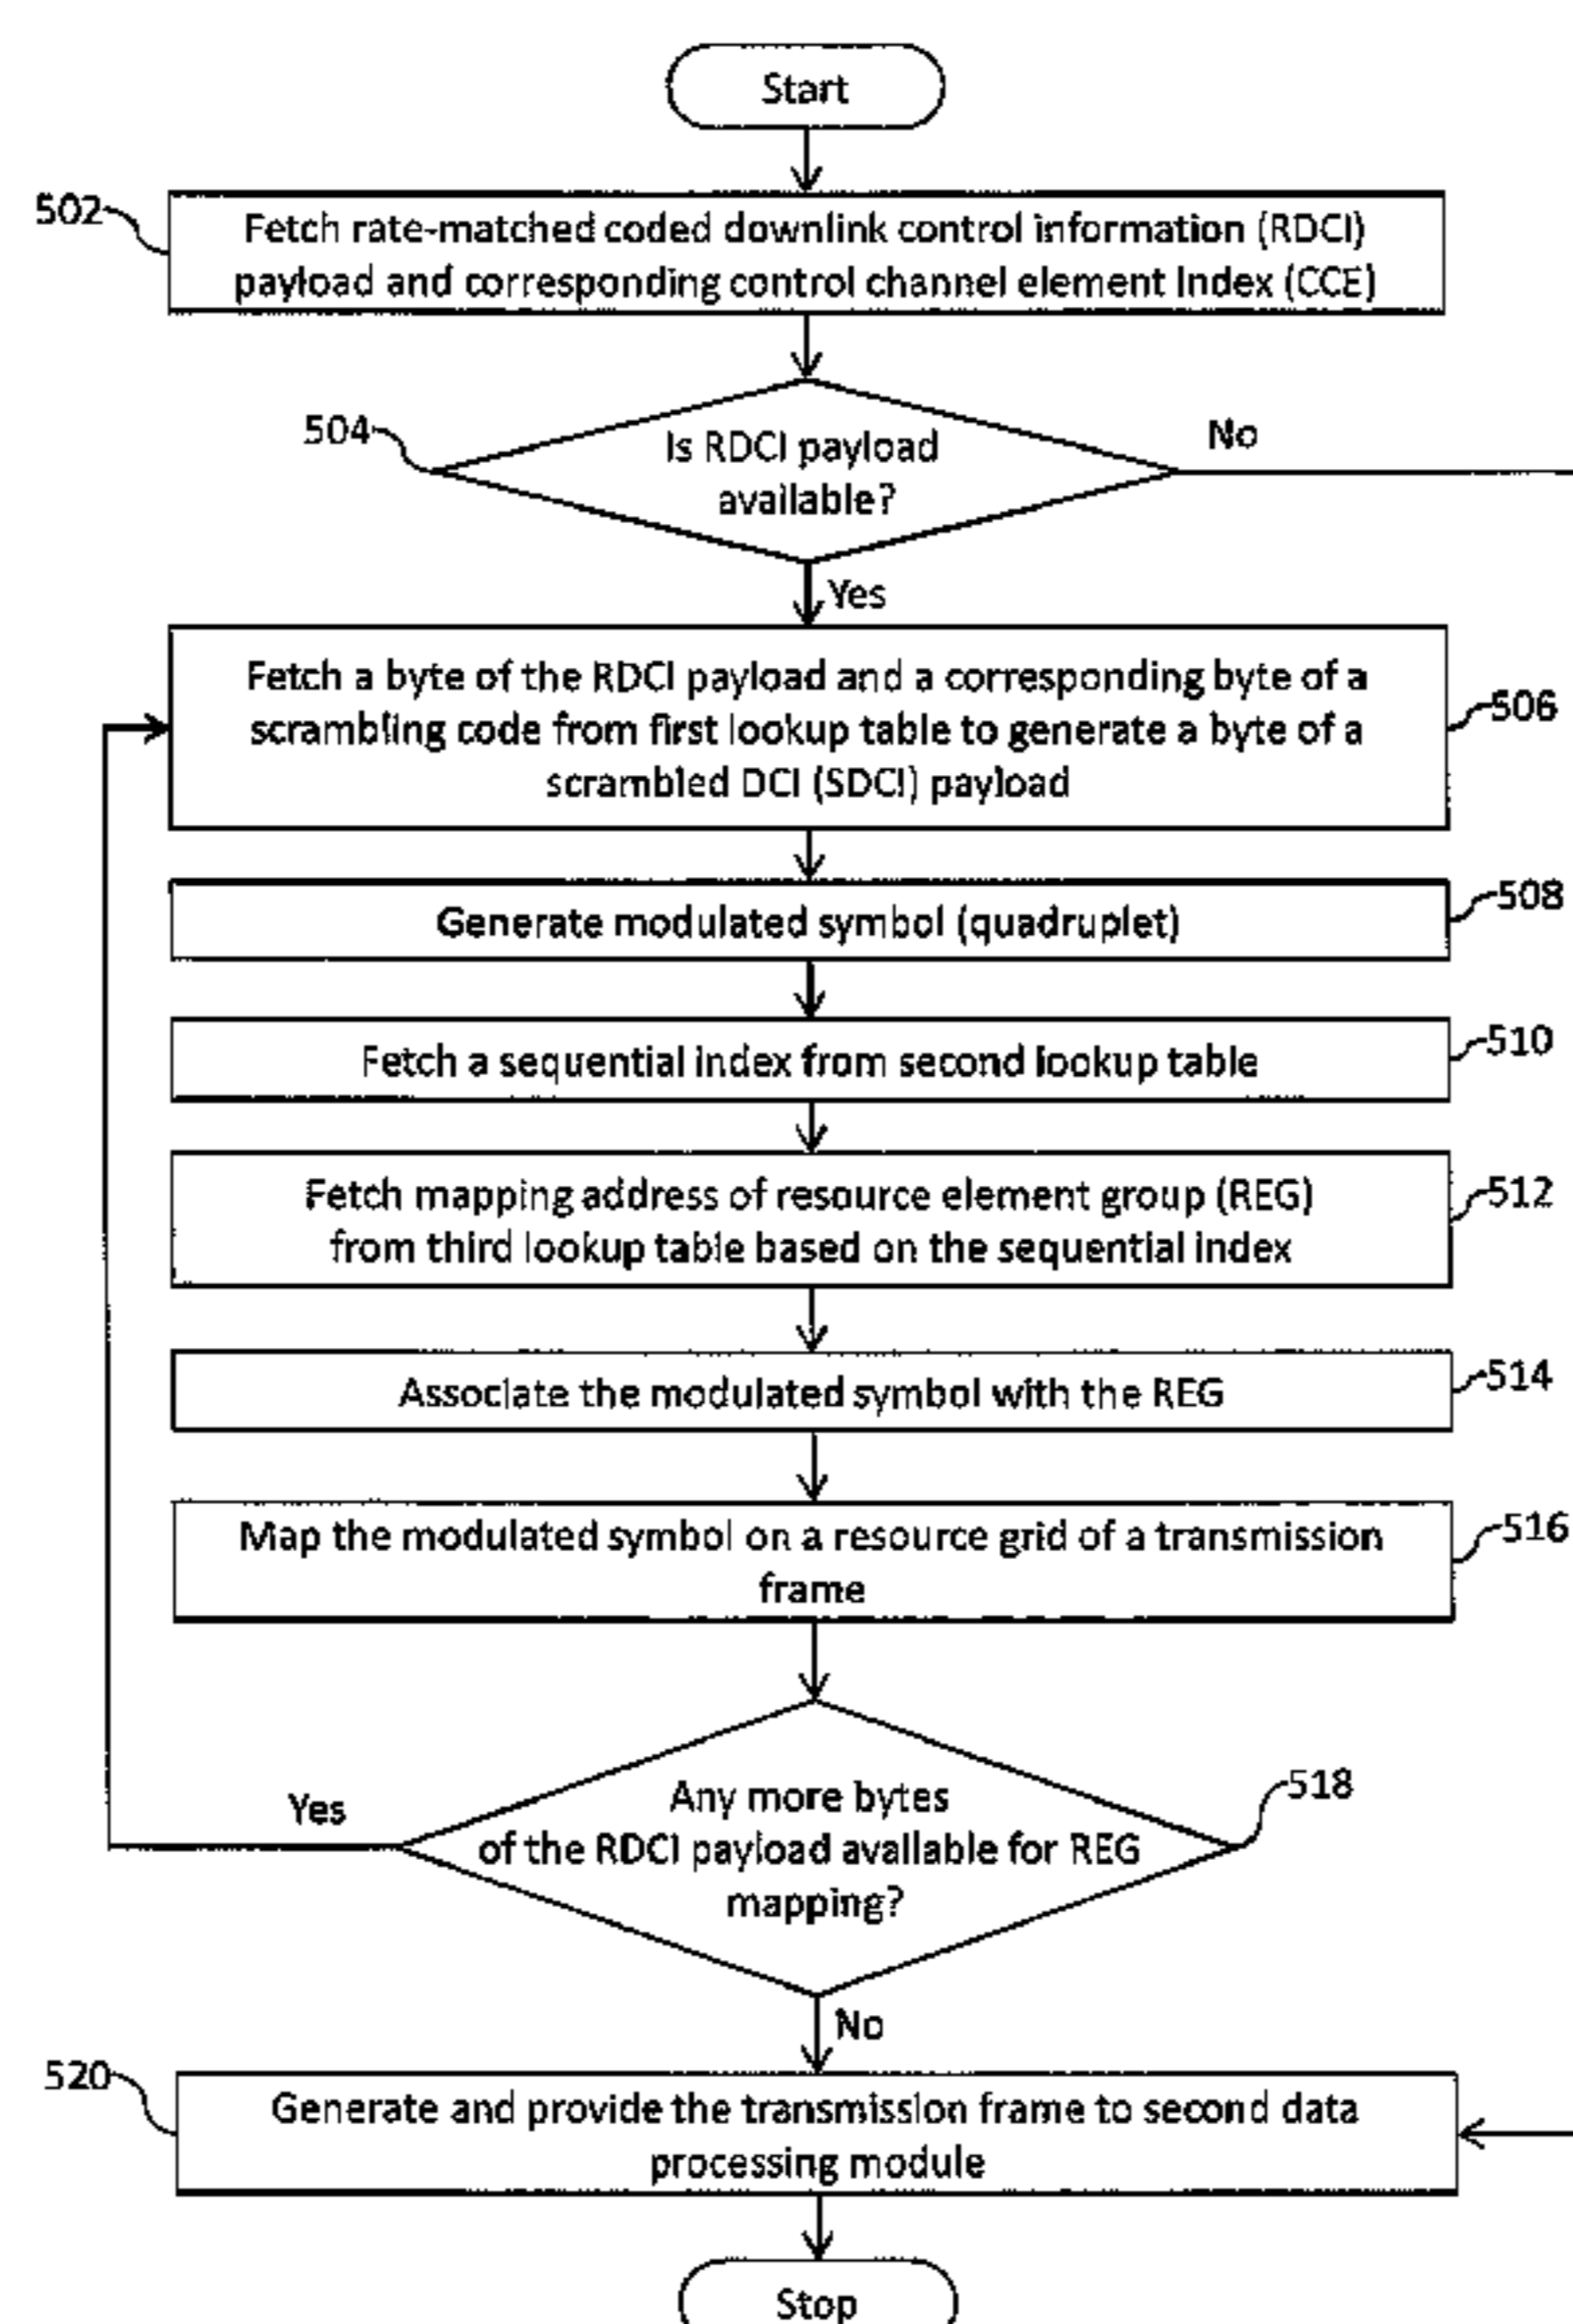 Start
502
Fetch rate-matched coded downlink control information (RDCI)
payload and corresponding control channel element Index (CCE)
504
Is RDCI payload
available?
No
Yes
Fetch a byte of the RDCI payload and a corresponding byte of a
scrambling code from first lookup table to generate a byte of a
scrambled DCI (SDCI) payload
506
Generate modulated symbol (quadruplet)
508
Fetch a sequential index from second lookup table
510
Fetch mapping address of resource element group (REG)
from third lookup table based on the sequential index
512
Associate the modulated symbol with the REG
514
Map the modulated symbol on a resource grid of a transmission
frame
516
Any more bytes
of the RDCI payload available for REG
mapping?
518
Yes
No
520
Generate and provide the transmission frame to second data
processing module
Stop